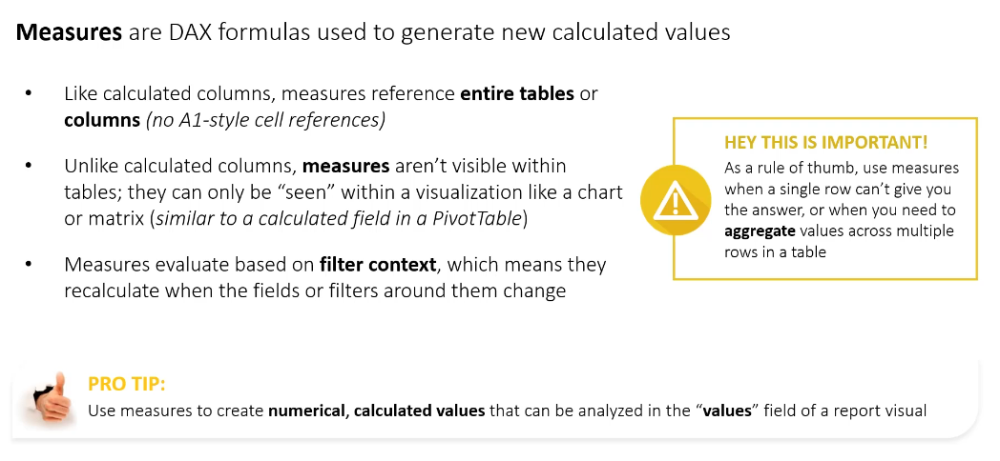 Measures are DAX formulas used to generate new calculated values
• Like calculated columns, measures reference entire tables or
columns (no A1-style cell references)
• Unlike calculated columns, measures aren't visible within
tables; they can only be “seen” within a visualization like a chart
or matrix (similar to a calculated field in a PivotTable)
• Measures evaluate based on filter context, which means they
recalculate when the fields or filters around them change
HEY THIS IS IMPORTANT!
As a rule of thumb, use measures
when a single row can't give you
the answer, or when you need to
aggregate values across multiple
rows in a table
PRO TIP:
Use measures to create numerical, calculated values that can be analyzed in the “values” field of a report visual